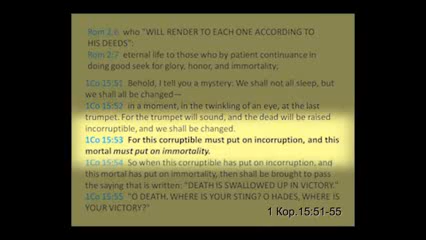 Rom 2:6 who "WILL RENDER TO EACH ONE ACCORDING TO
HIS DEEDS":
Rom 2:7 eternal life to those who by patient continuance in
doing good seek for glory, honor, and immortality.
1Co 15:51 Behold, I tell you a mystery: We shall not all sleep, but
we shall all be changed—
1Co 15:52 in a moment, in the twinkling of an eye, at the last
trumpet. For the trumpet will sound, and the dead will be raised
incorruptible, and we shall be changed.
1Co 15:53 For this corruptible must put on incorruption, and this
mortal must put on immortality.
1Co 15:54 So when this corruptible has put on incorruption, and
this mortal has put on immortality, then shall be brought to pass
the saying that is written: "DEATH IS SWALLOWED UP IN VICTORY."
1Co 15:55 "O DEATH, WHERE IS YOUR STING? O HADES, WHERE IS
YOUR VICTORY?"
1 Кор.15:51-55